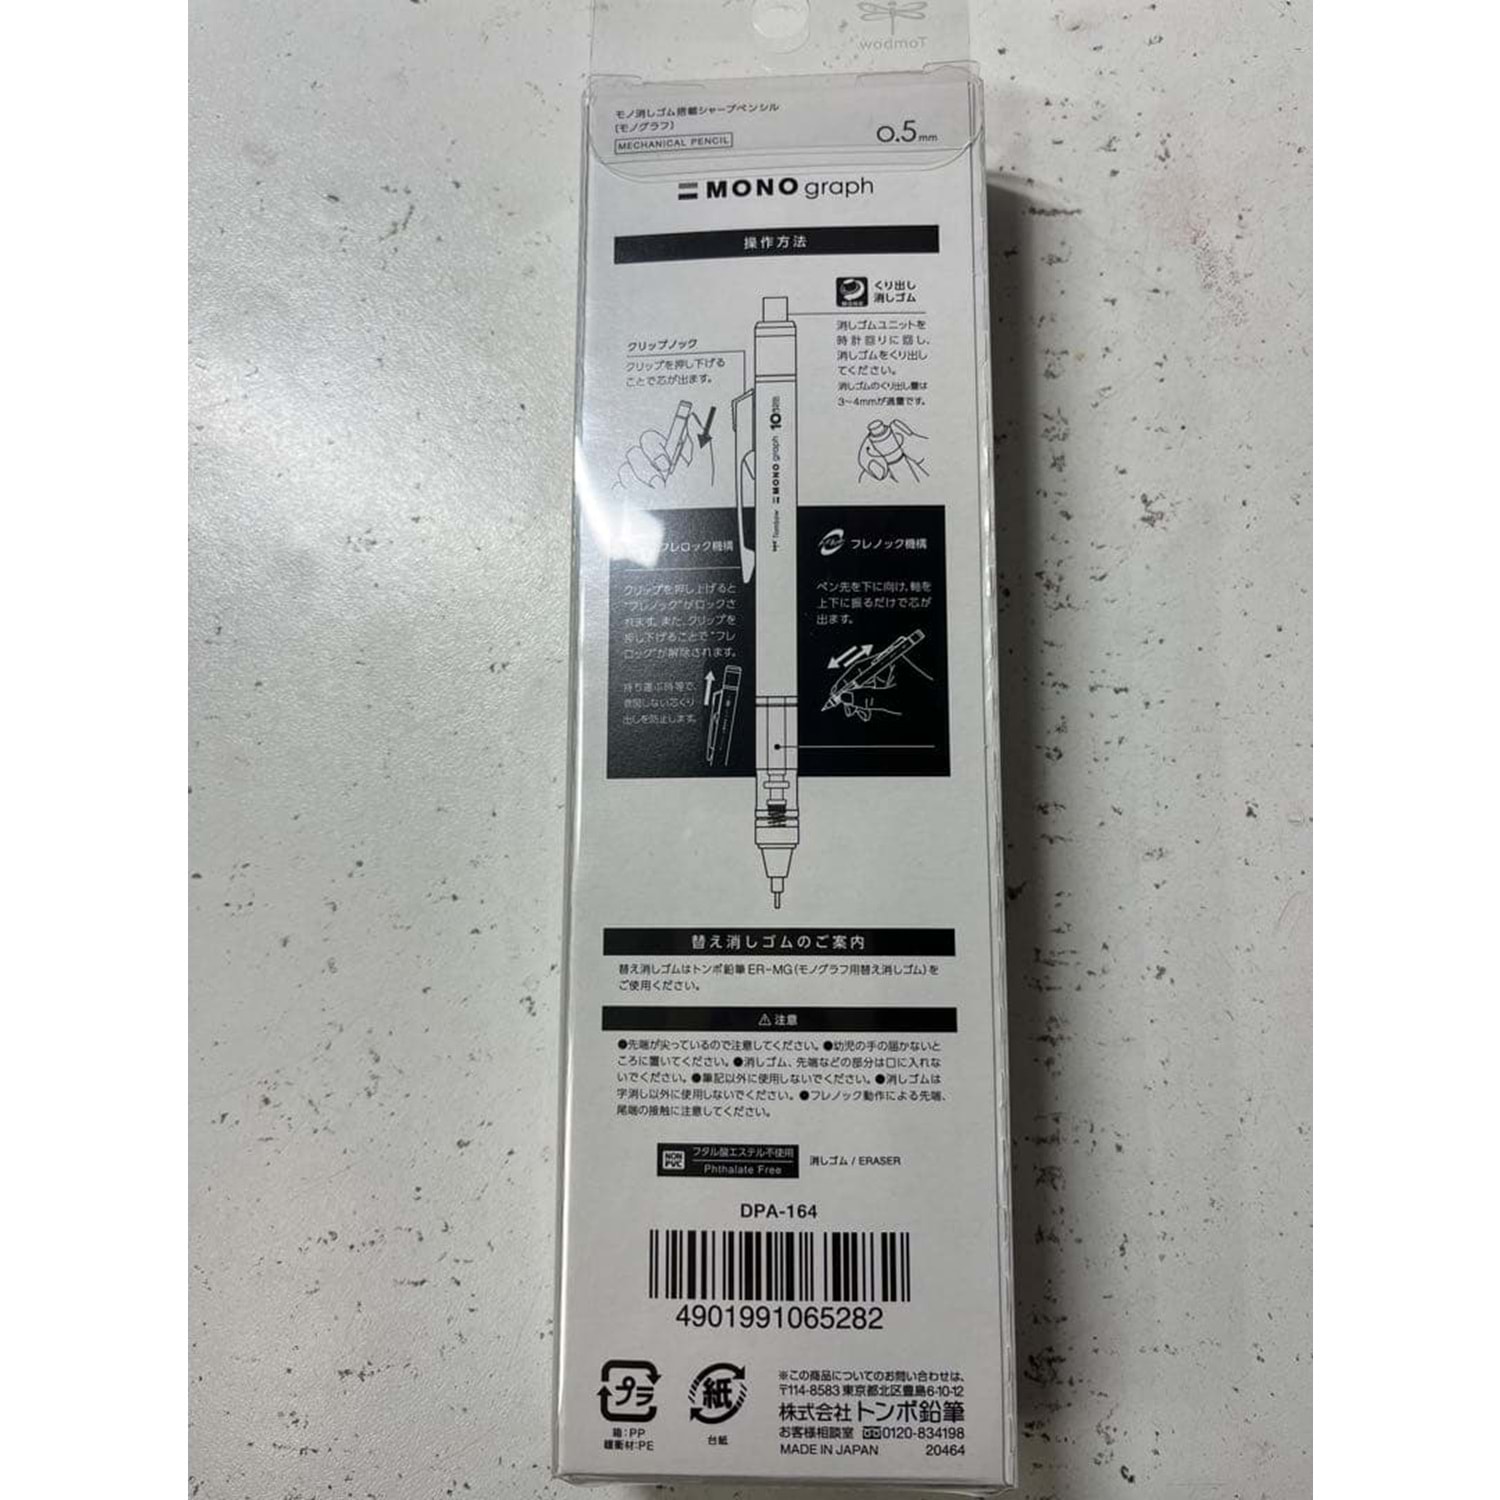 Tombow
モノ消しゴム搭載シャープペンシル
[モノグラフ]
MECHANICAL PENCIL
0.5mm
MONO graph
操作方法
くり出し
消しゴム
消しゴムユニットを
時計回りに回し、
消しゴムをくり出し
てください。
消しゴムのくり出し量は
3~4mmが適量です。
クリップノック
クリップを押し下げる
ことで芯が出ます。
Tombow MONO graph
フレロック機構
クリップを押し上げると
"フレノック"がロックさ
れます。また、クリップを
押し下げることで"フレ
ロック"が解除されます。
持ち運ぶ時等で、
意図しない芯くり
出しを防止します。
フレノック機構
ペン先を下に向け、軸を
上下に振るだけで芯が
出ます。
替え消しゴムのご案内
替え消しゴムはトンボ鉛筆ER-MG(モノグラフ用替え消しゴム)を
ご使用ください。
⚠注意
●先端が尖っているので注意してください。●幼児の手の届かないと
ころに置いてください。●消しゴム、先端などの部分は口に入れな
いでください。●筆記以外に使用しないでください。●消しゴムは
字消し以外に使用しないでください。●フレノック動作による先端、
尾端の接触に注意してください。
NON PVC
フタル酸エステル不使用
Phthalate Free
消しゴム / ERASER
DPA-164
4901991065282
プラ
箱:PP
緩衝材:PE
紙
台紙
※この商品についてのお問い合わせは、
〒114-8583 東京都北区豊島6-10-12
株式会社トンボ鉛筆
お客様相談室 0120-834198
MADE IN JAPAN 20464